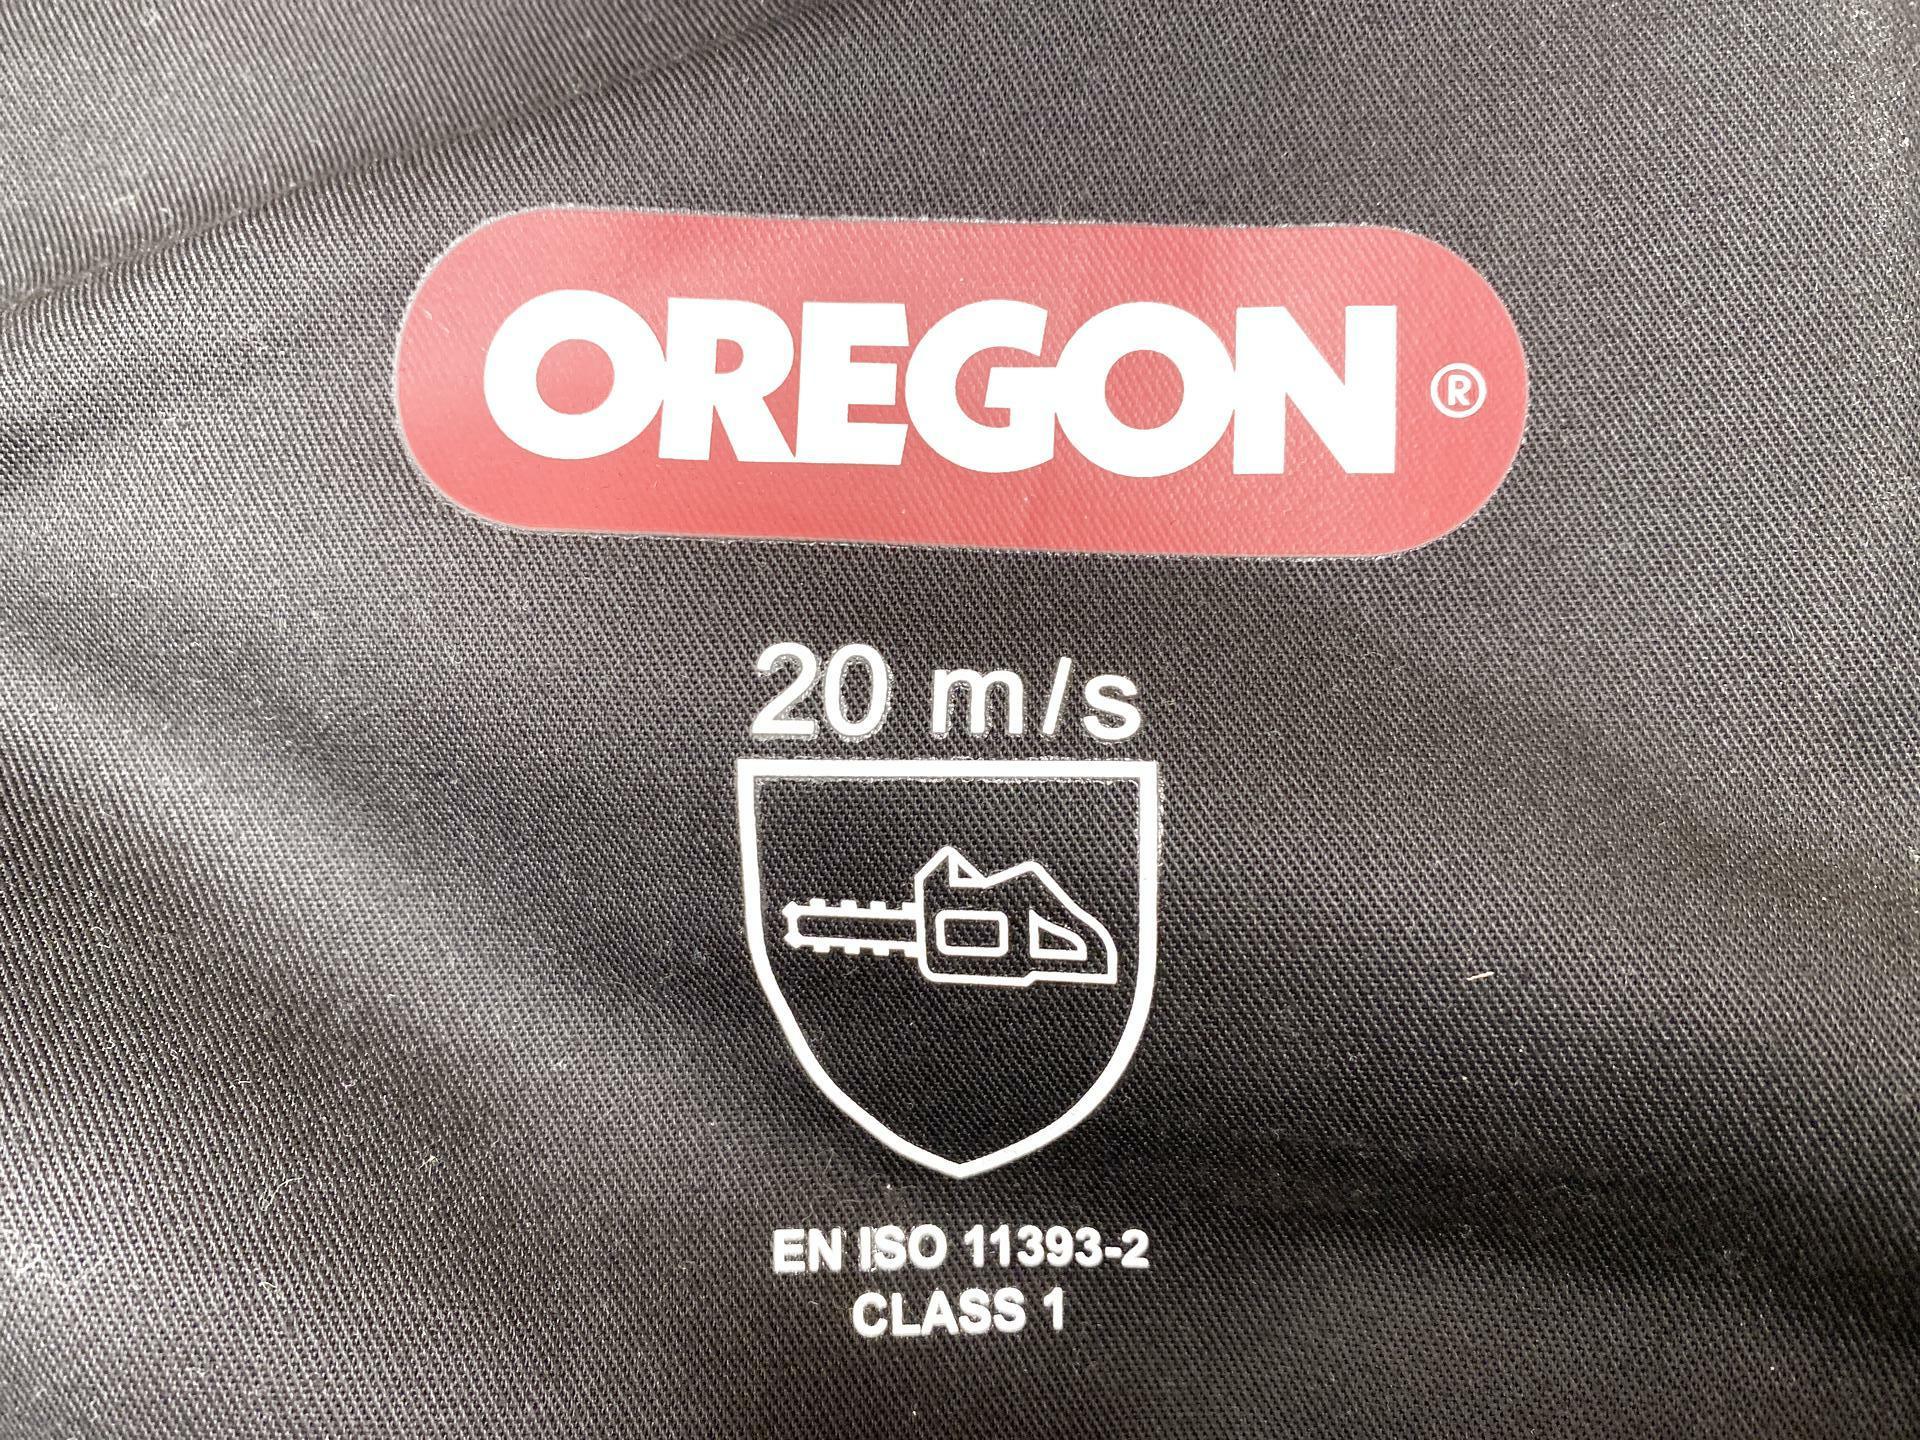 OREGON®
20 m/s
EN ISO 11393-2
CLASS 1